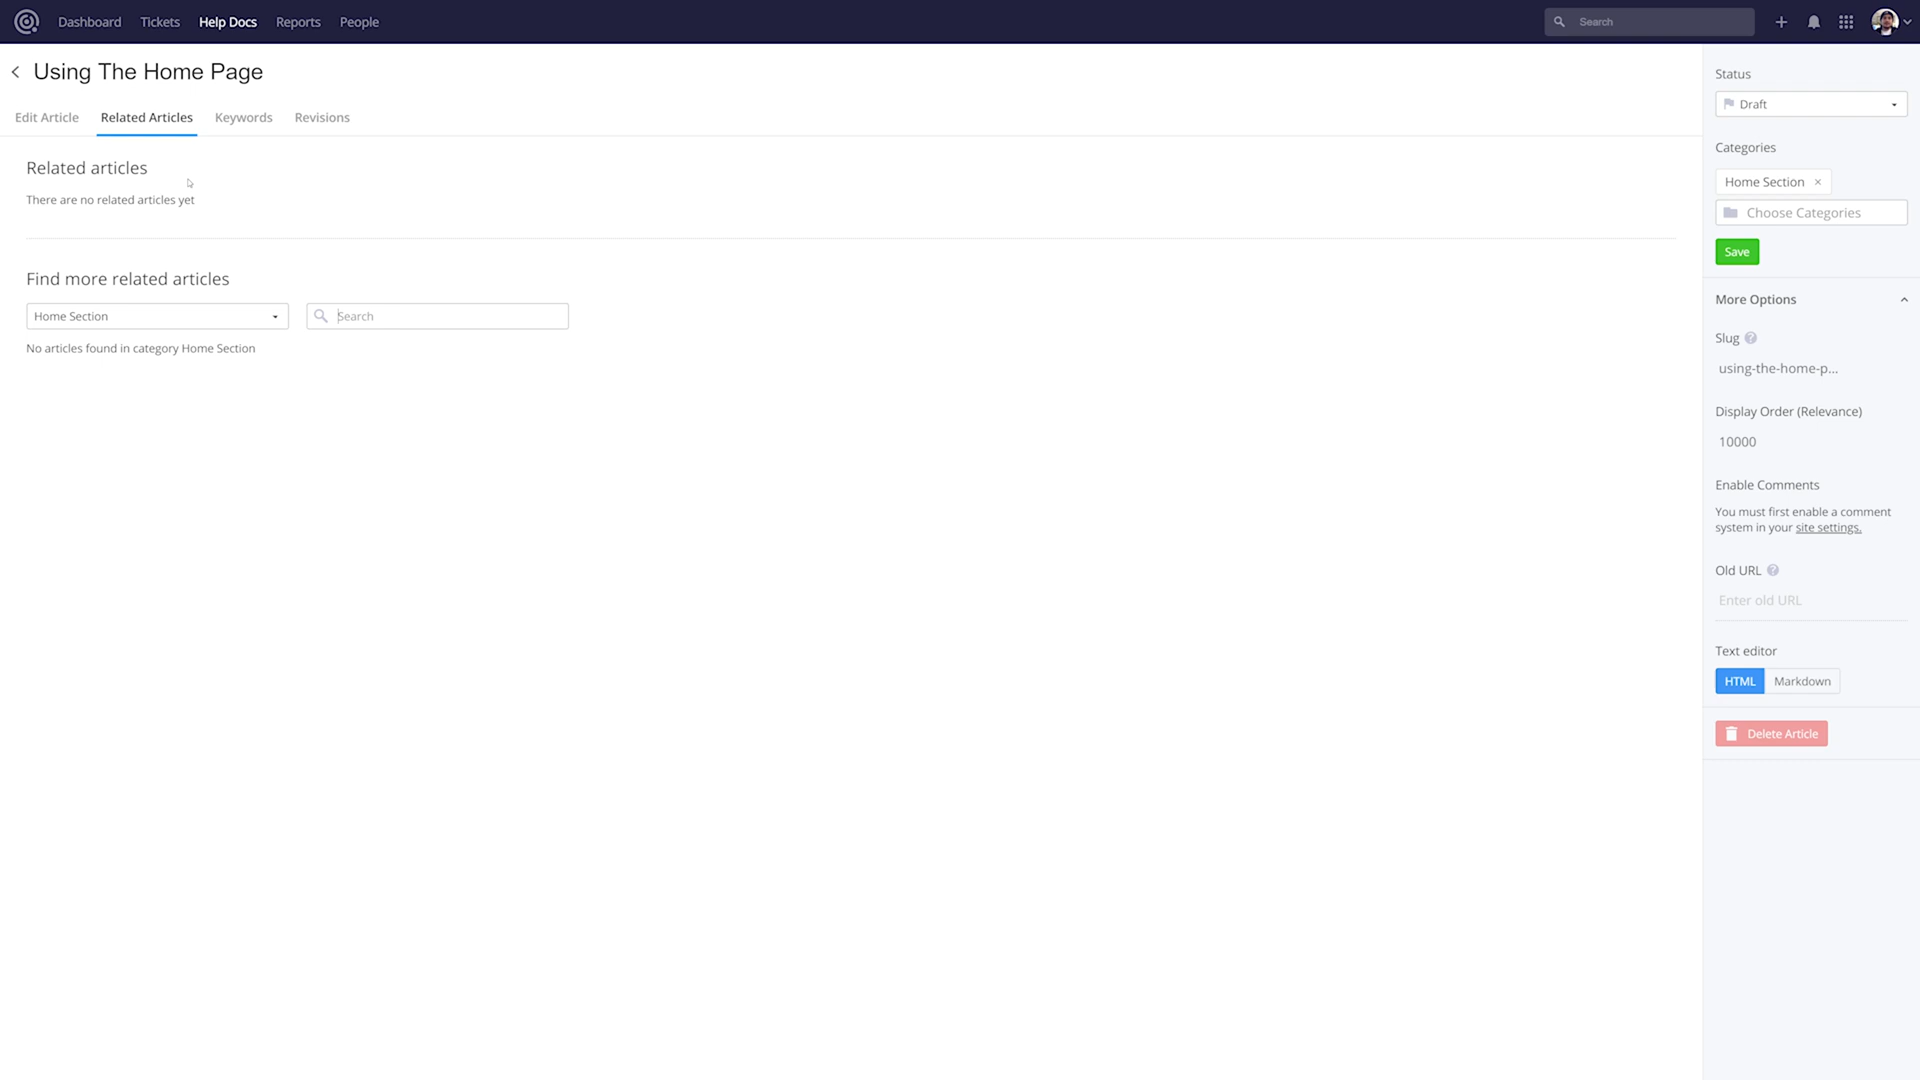 Dashboard
Tickets
Help Docs
Reports
People
Search
Using The Home Page
Edit Article
Related Articles
Keywords
Revisions
Related articles
There are no related articles yet
Find more related articles
Home Section
Search
No articles found in category Home Section
Status
Draft
Categories
Home Section ×
Choose Categories
Save
More Options
Slug ?
using-the-home-p...
Display Order (Relevance)
10000
Enable Comments
You must first enable a comment
system in your site settings.
Old URL ?
Enter old URL
Text editor
HTML
Markdown
Delete Article